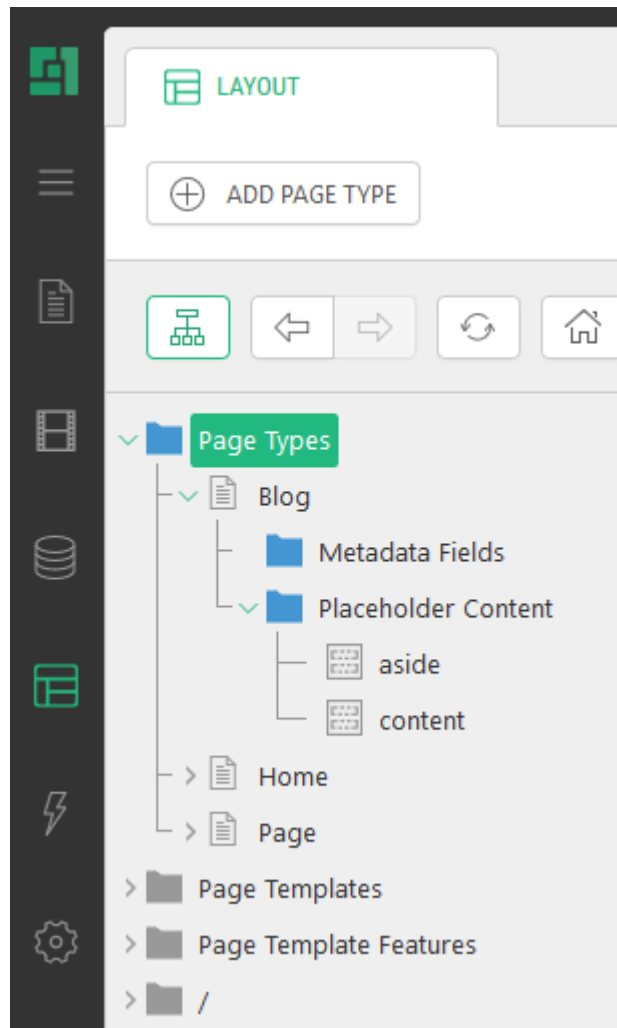 LAYOUT
ADD PAGE TYPE
Page Types
Blog
Metadata Fields
Placeholder Content
aside
content
Home
Page
Page Templates
Page Template Features
/